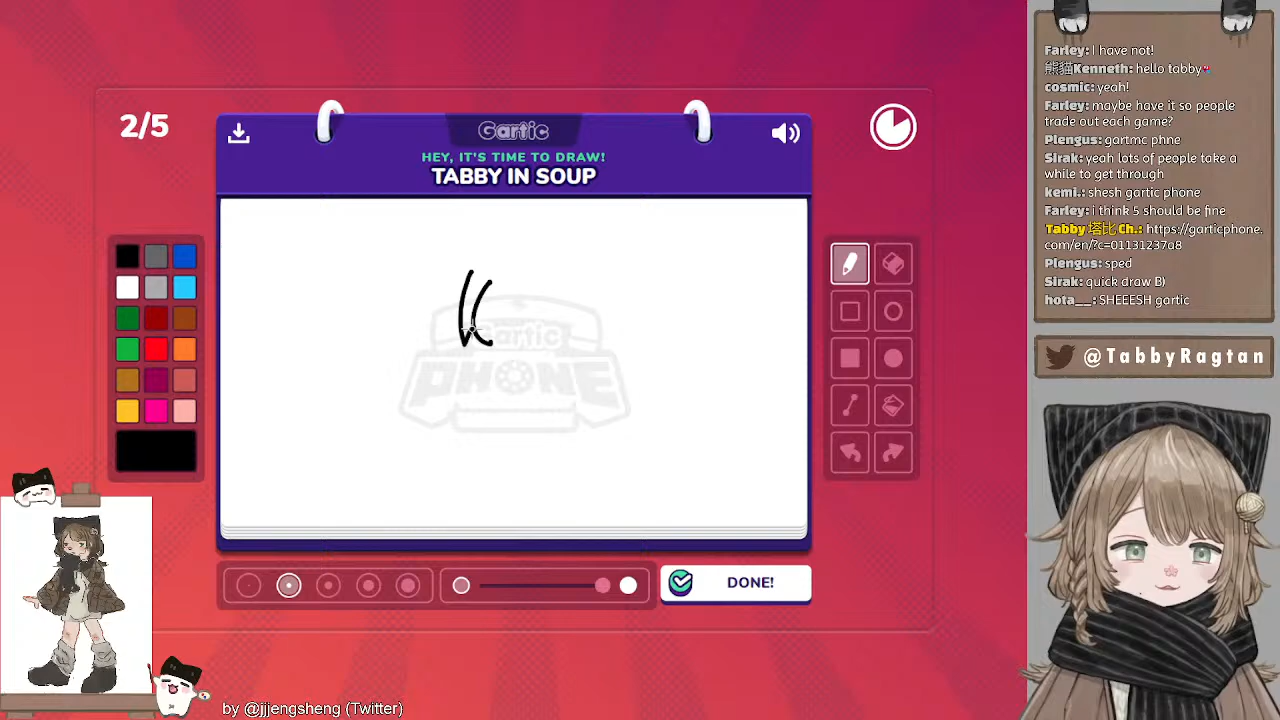 2/5
Gartic
HEY, IT'S TIME TO DRAW!
TABBY IN SOUP
Gartic
PHONE
DONE!
by @jjjengsheng (Twitter)
Farley: I have not!
熊貓Kenneth: hello tabby
cosmic: yeah!
Farley: maybe have it so people
trade out each game?
Plengus: gartmc phne
Sirak: yeah lots of people take a
while to get through
kemi.: shesh gartic phone
Farley: i think 5 should be fine
Tabby 塔比 Ch.: https://garticphone.
com/en/?c=01131237a8
Plengus: sped
Sirak: quick draw B)
hota__: SHEEESH gartic
@TabbyRagtan